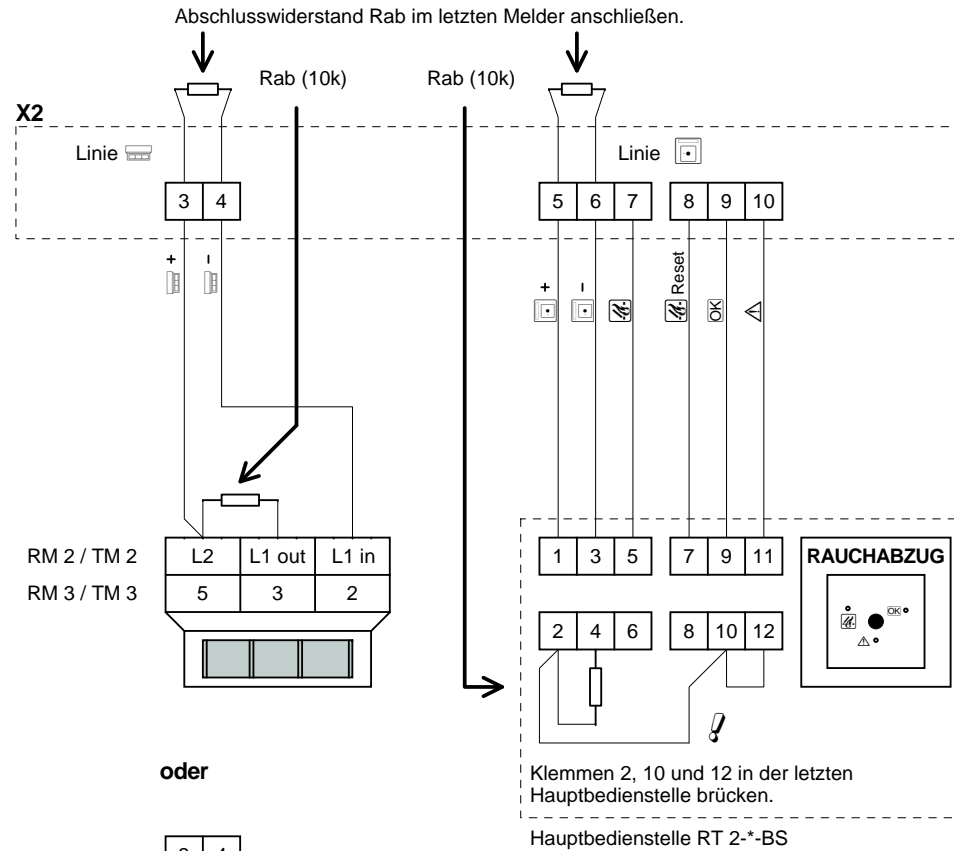 Abschlusswiderstand Rab im letzten Melder anschließen.
Rab (10k) Rab (10k)
X2
Linie Linie
3 4 5 6 7 8 9 10
+ − + − Reset OK
RM 2 / TM 2 L2 L1 out L1 in
RM 3 / TM 3 5 3 2
1 3 5 7 9 11
2 4 6 8 10 12
RAUCHABZUG
OK
oder
Klemmen 2, 10 und 12 in der letzten
Hauptbedienstelle brücken.
Hauptbedienstelle RT 2-*-BS
3 4